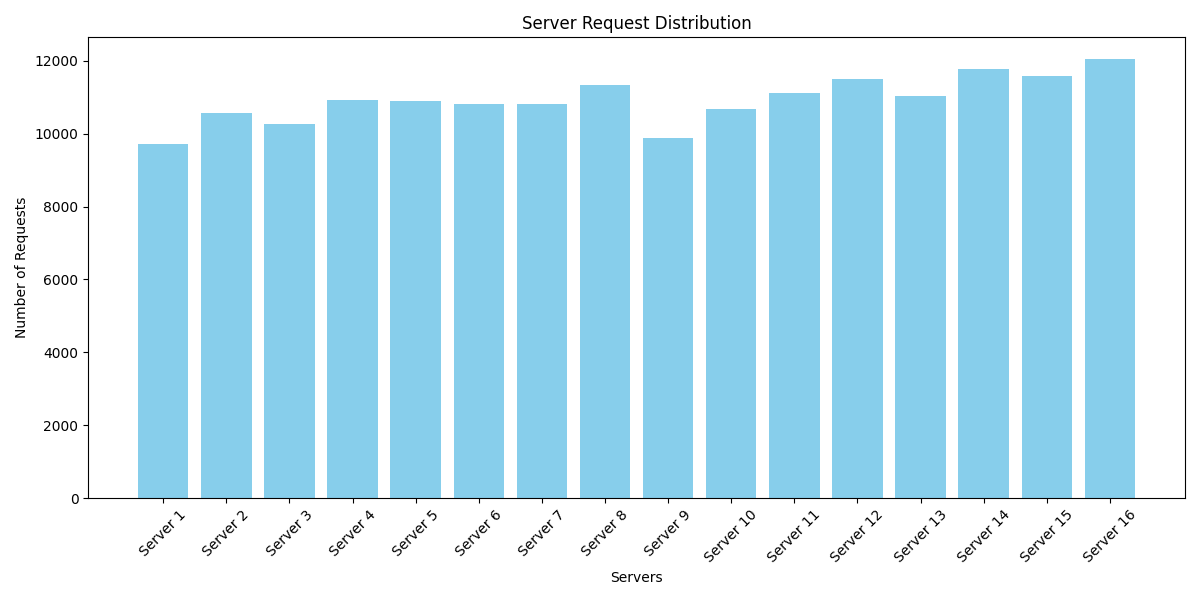 Server Request Distribution
Number of Requests
12000
10000
8000
6000
4000
2000
0
Server 1
Server 2
Server 3
Server 4
Server 5
Server 6
Server 7
Server 8
Server 9
Server 10
Server 11
Server 12
Server 13
Server 14
Server 15
Server 16
Servers